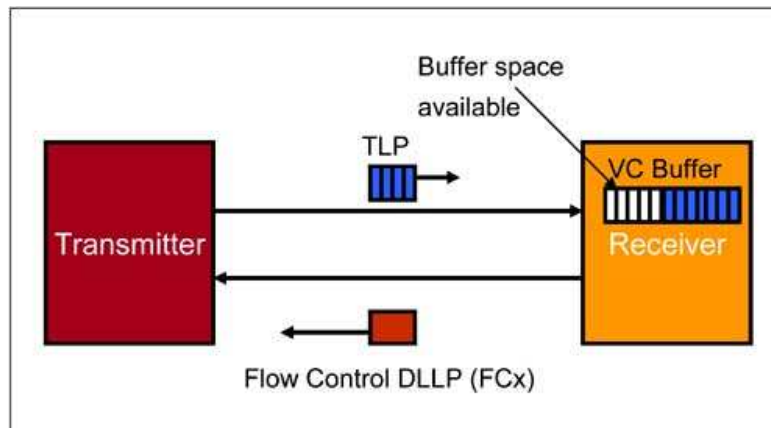 Buffer space
available
TLP
VC Buffer
Transmitter
Receiver
Flow Control DLLP (FCx)